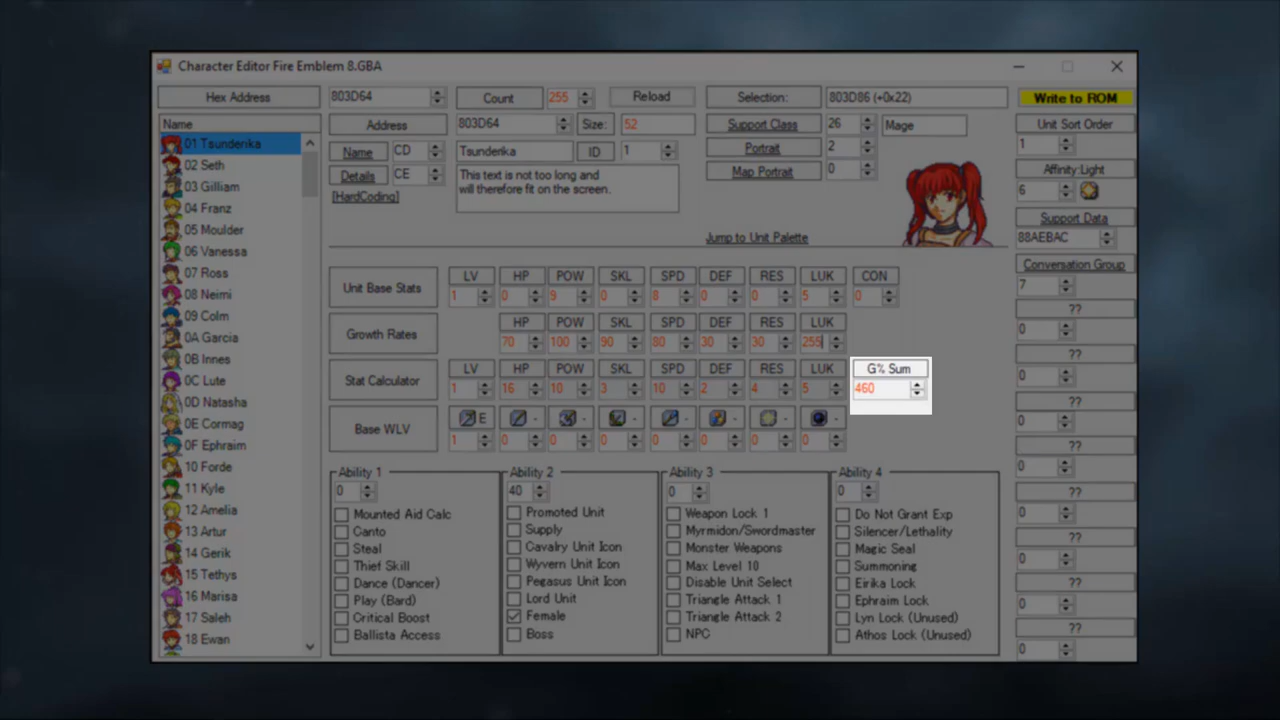 Character Editor Fire Emblem 8.GBA
Hex Address 803D64 Count 255 Reload Selection: 803D86 (+0x22) Write to ROM
Name
Address 803D64 Size: 52 Support Class 26 Mage Unit Sort Order
1
Name CD Tsunderika ID 1 Portrait 2
Details CE This text is not too long and
will therefore fit on the screen.
Map Portrait 0 Affinity:Light
6
[HardCoding]
Support Data
88AEBAC
Jump to Unit Palette
Conversation Group
7
01 Tsunderika
02 Seth
03 Gilliam
04 Franz
05 Moulder
06 Vanessa
07 Ross
08 Neimi
09 Colm
0A Garcia
0B Innes
0C Lute
0D Natasha
0E Cormag
0F Ephraim
10 Forde
11 Kyle
12 Amelia
13 Artur
14 Gerik
15 Tethys
16 Marisa
17 Saleh
18 Ewan
LV HP POW SKL SPD DEF RES LUK CON
Unit Base Stats 1 0 9 0 8 0 0 5 0
HP POW SKL SPD DEF RES LUK
Growth Rates 70 100 90 80 30 30 255
LV HP POW SKL SPD DEF RES LUK G% Sum
Stat Calculator 1 16 10 3 10 2 4 5 460
E - - - - - - -
Base WLV 1 0 0 0 0 0 0 0
Ability 1
0
Mounted Aid Calc
Canto
Steal
Thief Skill
Dance (Dancer)
Play (Bard)
Critical Boost
Ballista Access
Ability 2
40
Promoted Unit
Supply
Cavalry Unit Icon
Wyvern Unit Icon
Pegasus Unit Icon
Lord Unit
Female
Boss
Ability 3
0
Weapon Lock 1
Myrmidon/Swordmaster
Monster Weapons
Max Level 10
Disable Unit Select
Triangle Attack 1
Triangle Attack 2
NPC
Ability 4
0
Do Not Grant Exp
Silencer/Lethality
Magic Seal
Summoning
Eirika Lock
Ephraim Lock
Lyn Lock (Unused)
Athos Lock (Unused)
??
0
??
0
??
0
??
0
??
0
??
0
??
0
??
0